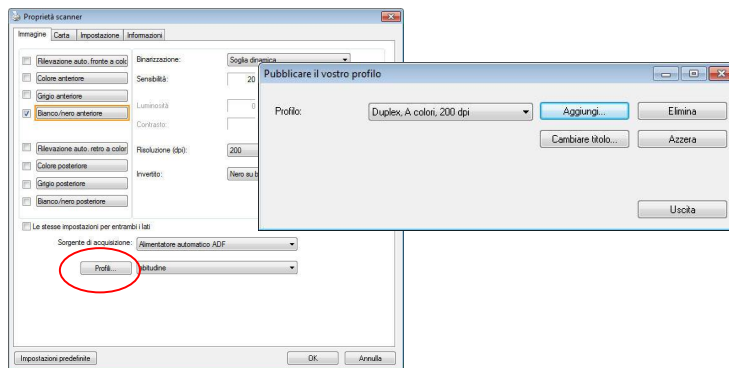 Proprietà scanner
Immagine Carta Impostazione Informazioni
Rilevazione auto. fronte a colo
Colore anteriore
Grigio anteriore
Bianco/nero anteriore
Rilevazione auto. retro a color
Colore posteriore
Grigio posteriore
Bianco/nero posteriore
Binarizzazione: Soglia dinamica
Sensibilità: 20
Luminosità 0
Contrasto:
Risoluzione (dpi): 200
Invertito: Nero su b
Le stesse impostazioni per entrambi i lati
Sorgente di acquisizione: Alimentatore automatico ADF
Profili... abitudine
Impostazioni predefinite OK Annulla
Pubblicare il vostro profilo
Profilo: Duplex, A colori, 200 dpi Aggiungi... Elimina
Cambiare titolo... Azzera
Uscita